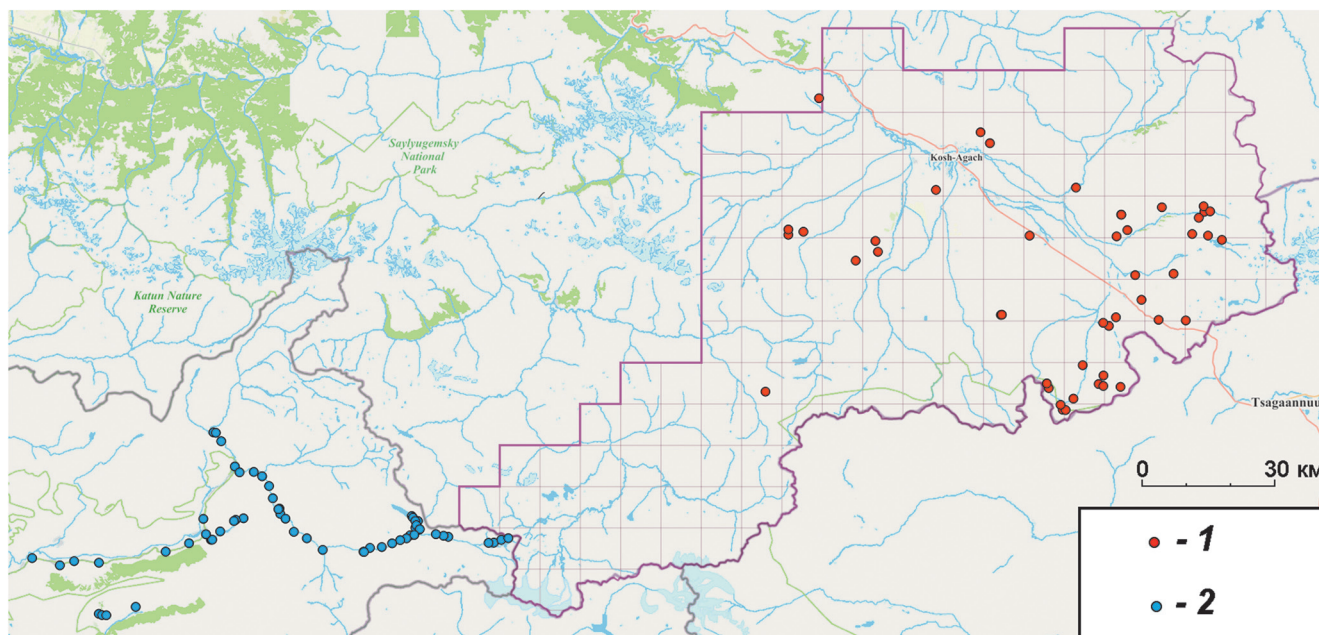 Saylyugemsky
National
Park
Kosh-Agach
Katun Nature
Reserve
Tsagaannuu
0 30 км
- 1
- 2